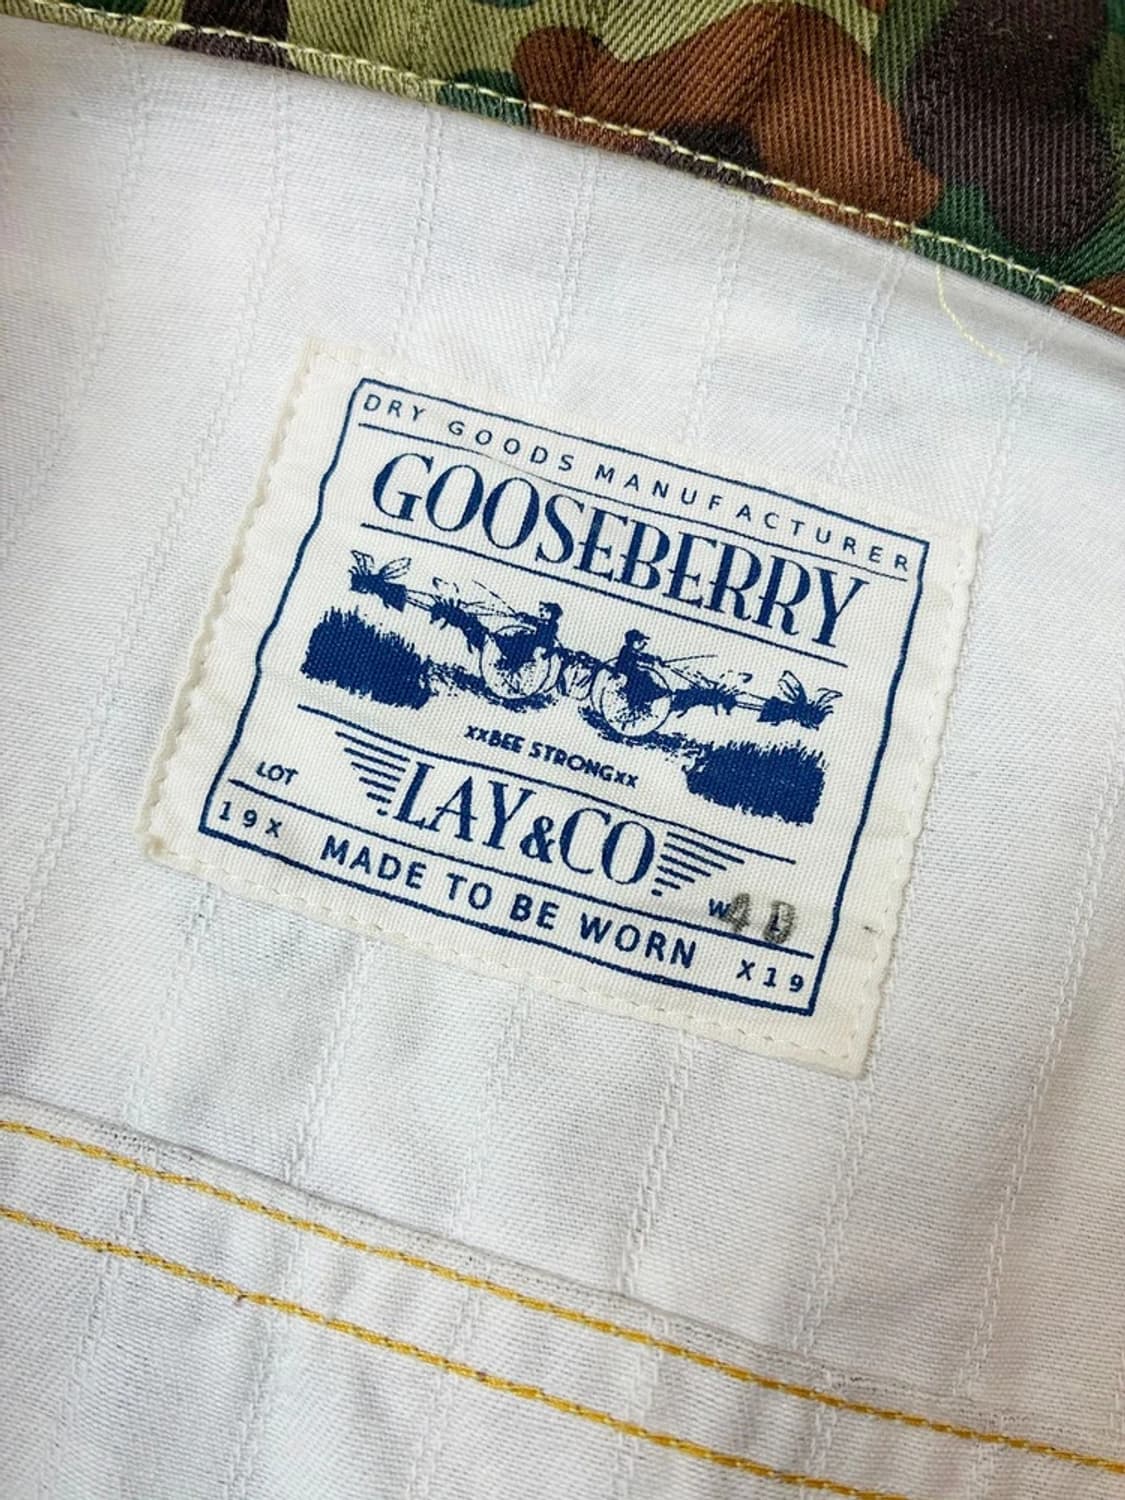 DRY GOODS MANUFACTURER
GOOSEBERRY
xxBEE STRONGxx
LOT
LAY&CO
W L
19X MADE TO BE WORN X19